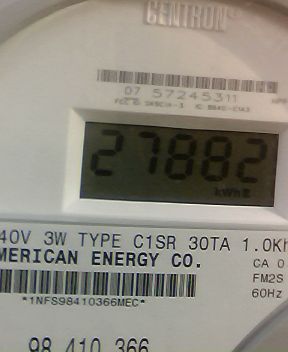 CENTRON
07 57245311
27882
kWh
40V 3W TYPE C1SR 30TA 1.0Kh
MERICAN ENERGY CO.
CA 0
FM2S
*1NFS98410366MEC*
60Hz
98 410 366